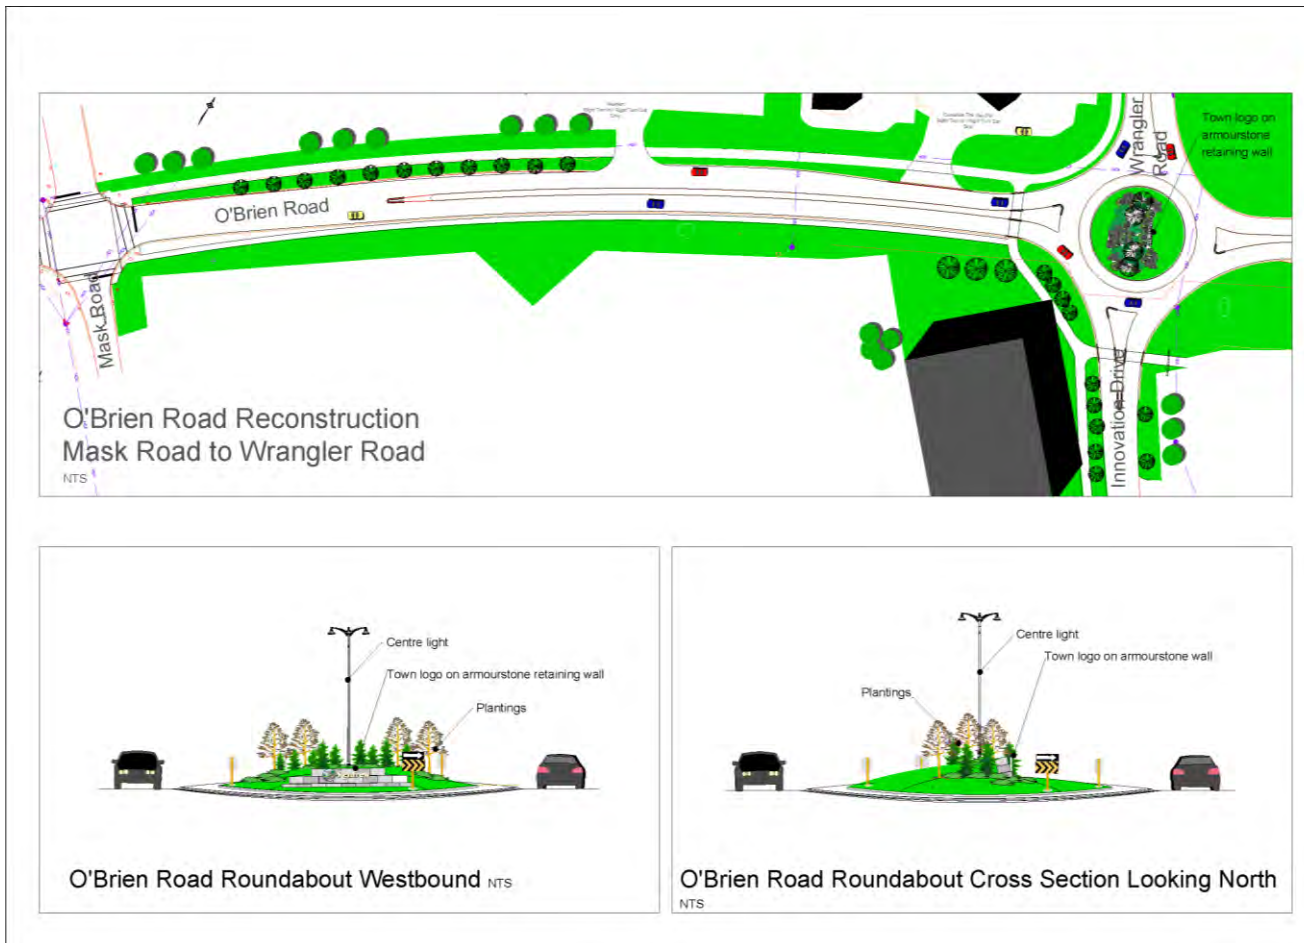 Town logo on
armourstone
retaining wall
Wrangler
Road
O'Brien Road
Mask Road
Innovation Drive
O'Brien Road Reconstruction
Mask Road to Wrangler Road
NTS
Centre light
Town logo on armourstone retaining wall
Plantings
O'Brien Road Roundabout Westbound NTS
Centre light
Town logo on armourstone wall
Plantings
O'Brien Road Roundabout Cross Section Looking North
NTS